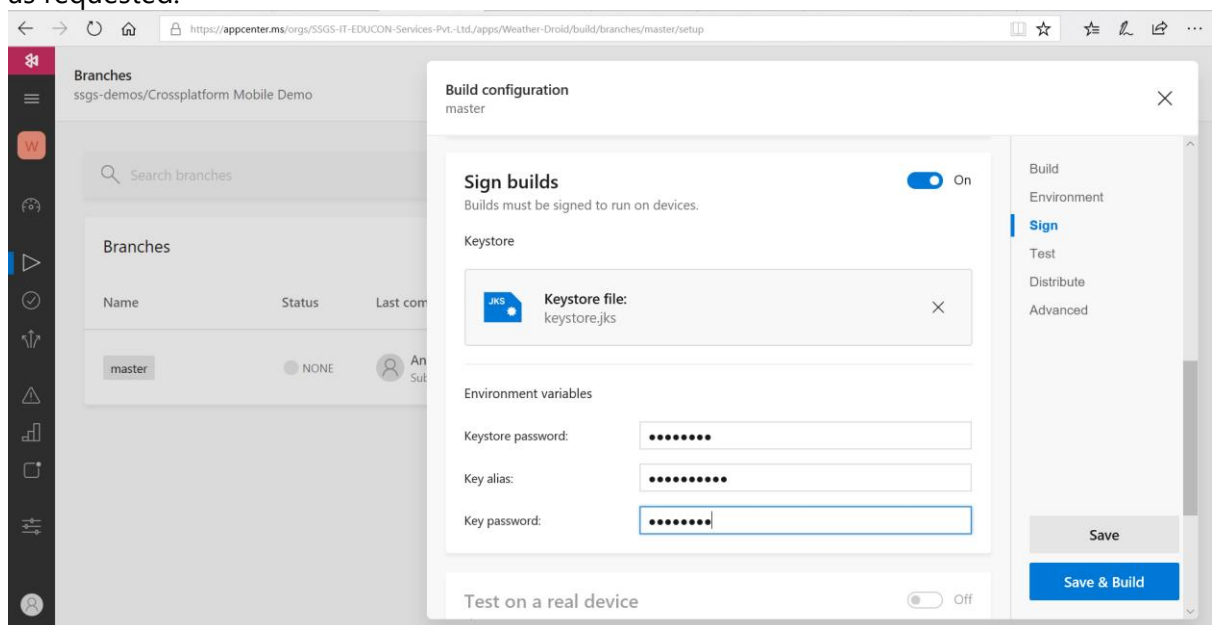 as requested.
https://appcenter.ms/orgs/SSGS-IT-EDUCON-Services-Pvt.-Ltd./apps/Weather-Droid/build/branches/master/setup
Branches
ssgs-demos/Crossplatform Mobile Demo
Build configuration
master
W
Search branches
Sign builds
On
Builds must be signed to run on devices.
Keystore
JKS
Keystore file:
keystore.jks
Build
Environment
Sign
Test
Distribute
Advanced
Branches
Name Status Last com
master NONE An
Sub
Environment variables
Keystore password: ••••••••
Key alias: ••••••••••
Key password: ••••••••
Save
Save & Build
Test on a real device
Off